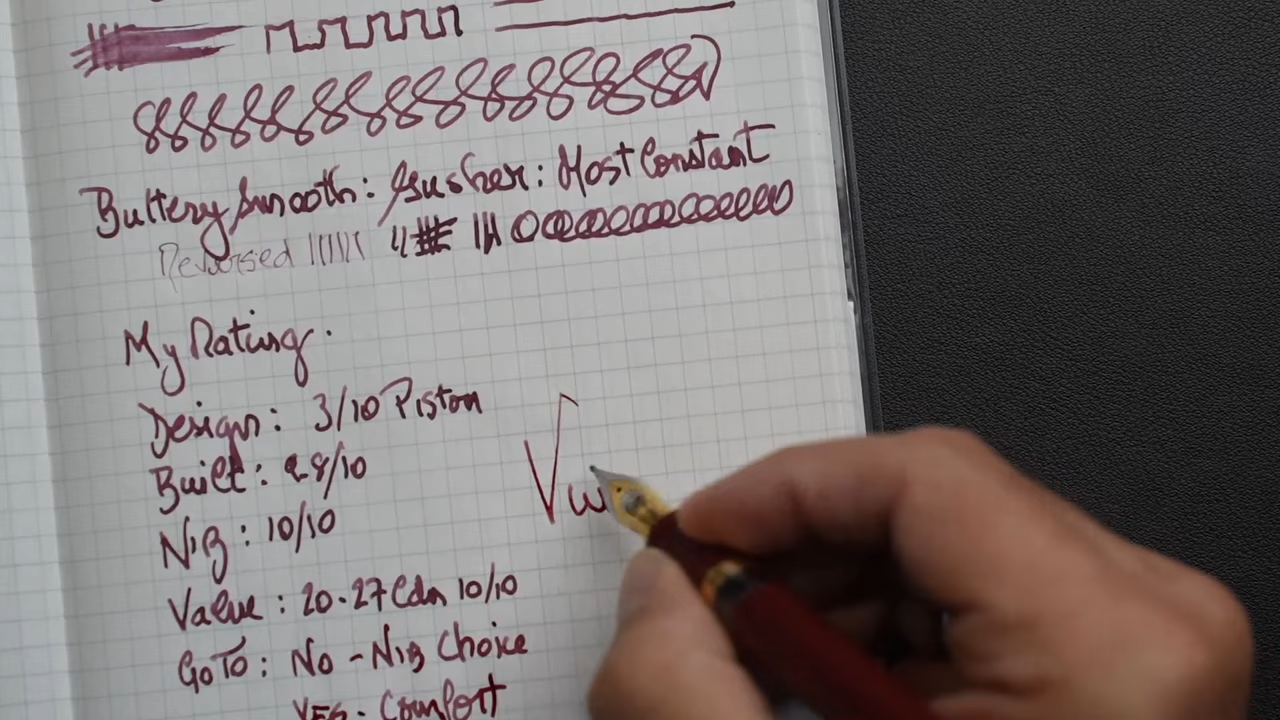 Buttery Smooth: Gusher: Most Constant
Reversed
My Rating.
Design: 3/10 Piston
Built: 8/10
Nib: 10/10
Value: 20-27 Cdn 10/10
GoTo: No - Nib Choice
YES - Comfort